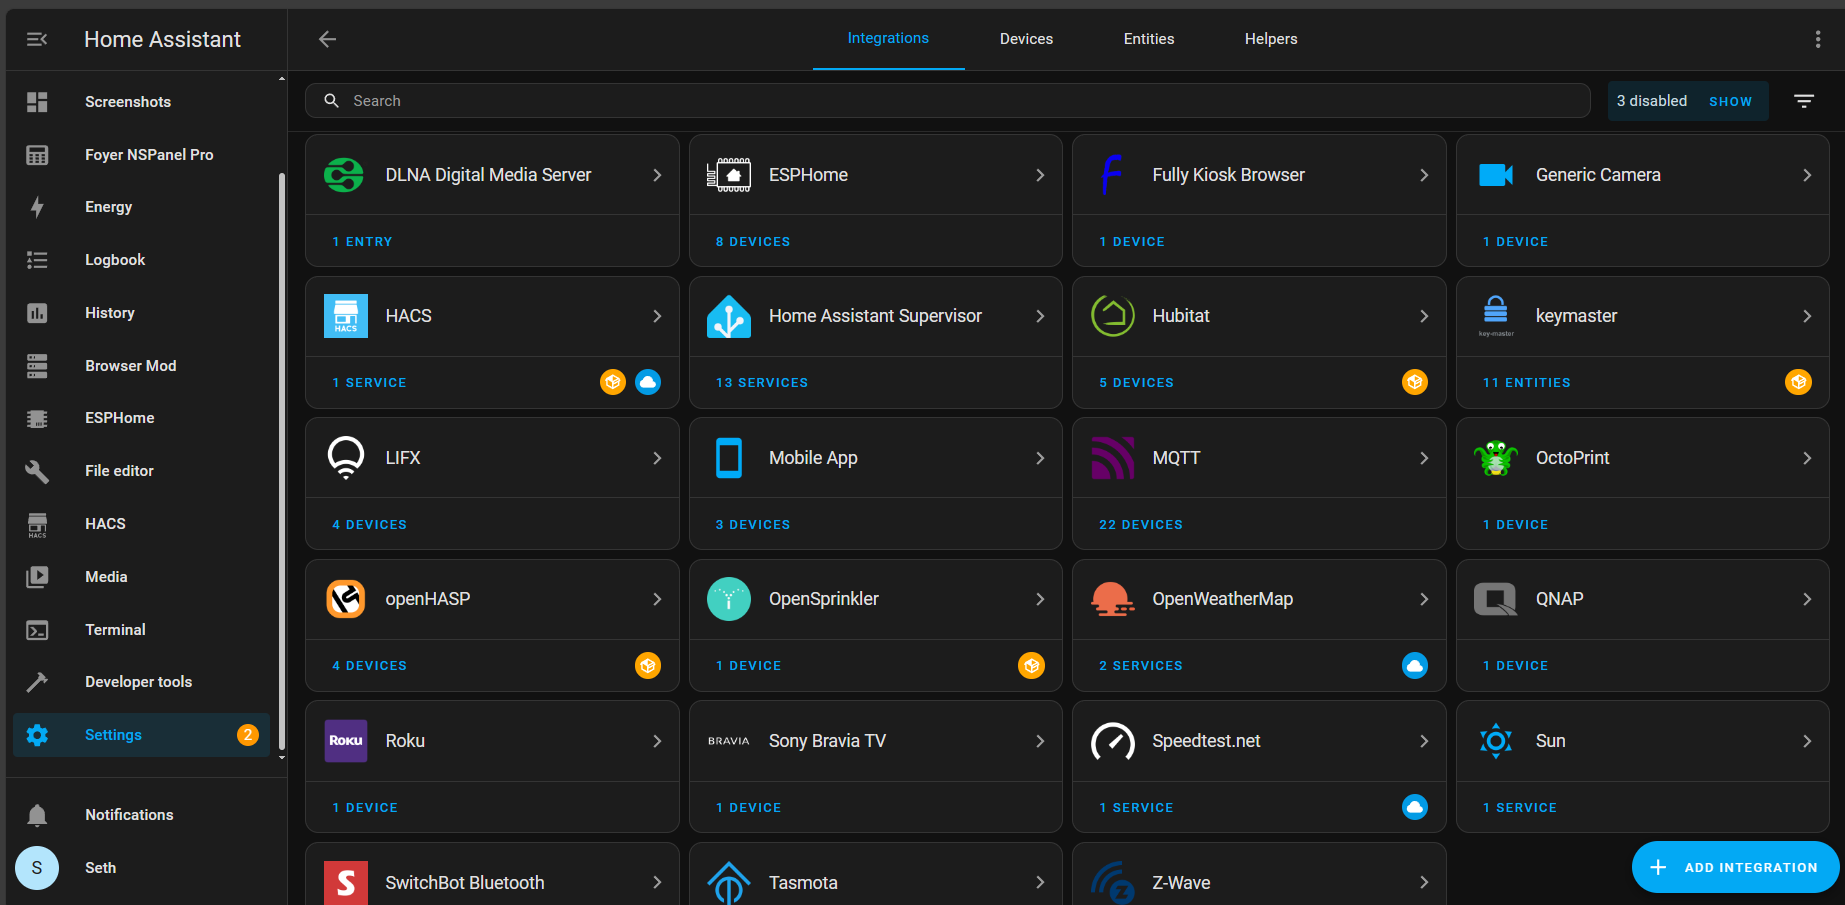 Home Assistant
Screenshots
Foyer NSPanel Pro
Energy
Logbook
History
Browser Mod
ESPHome
File editor
HACS
HACS
Media
Terminal
Developer tools
Settings 2
Notifications
S Seth
Integrations Devices Entities Helpers
Search 3 disabled SHOW
DLNA Digital Media Server
1 ENTRY
ESPHome
8 DEVICES
Fully Kiosk Browser
1 DEVICE
Generic Camera
1 DEVICE
HACS
HACS
1 SERVICE
Home Assistant Supervisor
13 SERVICES
Hubitat
5 DEVICES
key-master
keymaster
11 ENTITIES
LIFX
4 DEVICES
Mobile App
3 DEVICES
MQTT
22 DEVICES
OctoPrint
1 DEVICE
openHASP
4 DEVICES
OpenSprinkler
1 DEVICE
OpenWeatherMap
2 SERVICES
QNAP
1 DEVICE
Roku
Roku
1 DEVICE
BRAVIA
Sony Bravia TV
1 DEVICE
Speedtest.net
1 SERVICE
Sun
1 SERVICE
SwitchBot Bluetooth
Tasmota
Z-Wave
ADD INTEGRATION